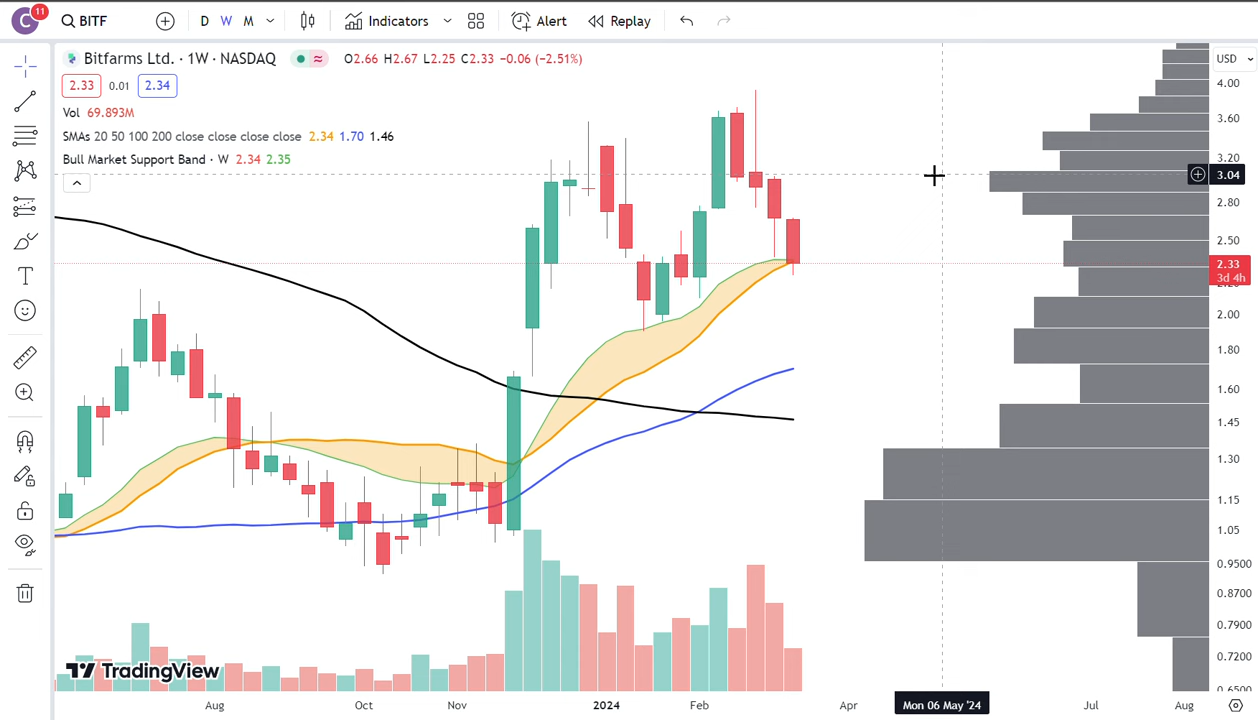 C 11 BITF D W M Indicators Alert Replay
Bitfarms Ltd. · 1W · NASDAQ ≈ O2.66 H2.67 L2.25 C2.33 −0.06 (−2.51%)
USD
2.33 0.01 2.34
Vol 69.893M
SMAs 20 50 100 200 close close close close 2.34 1.70 1.46
Bull Market Support Band · W 2.34 2.35
4.00
3.60
3.20
3.04
2.80
2.50
2.33
3d 4h
2.00
1.80
1.60
1.45
1.30
1.15
1.05
0.9500
0.8700
0.7900
0.7200
0.6500
TradingView
Aug Oct Nov 2024 Feb Apr Mon 06 May '24 Jul Aug